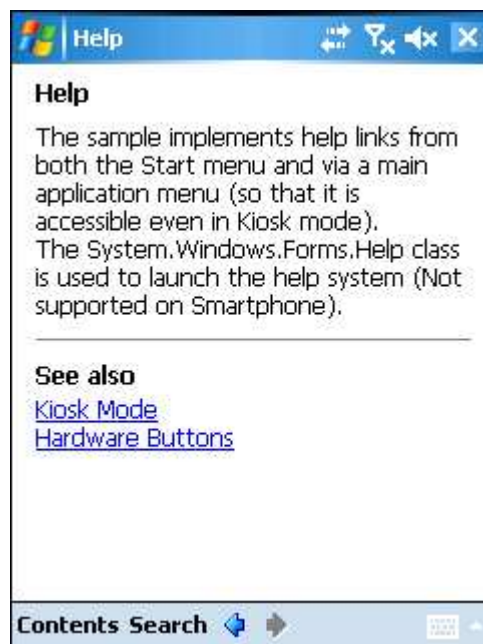 Help
Help
The sample implements help links from
both the Start menu and via a main
application menu (so that it is
accessible even in Kiosk mode).
The System.Windows.Forms.Help class
is used to launch the help system (Not
supported on Smartphone).
See also
Kiosk Mode
Hardware Buttons
Contents Search